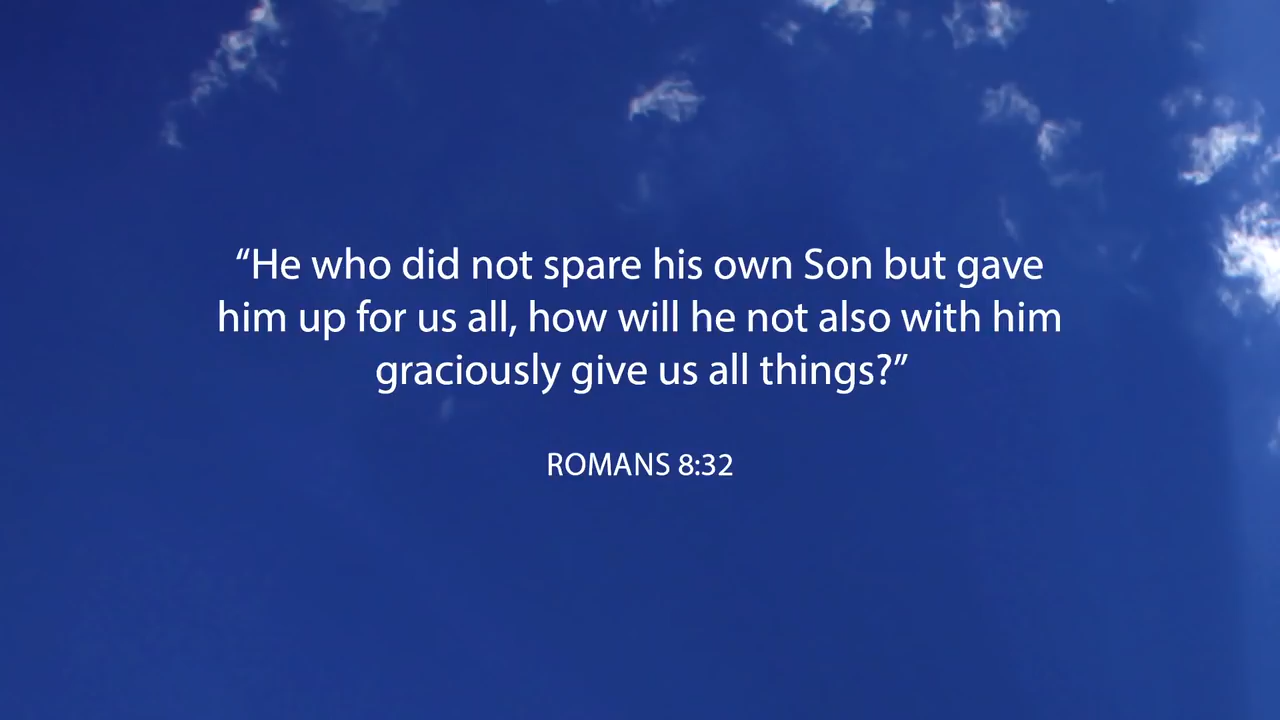 “He who did not spare his own Son but gave
him up for us all, how will he not also with him
graciously give us all things?”
ROMANS 8:32